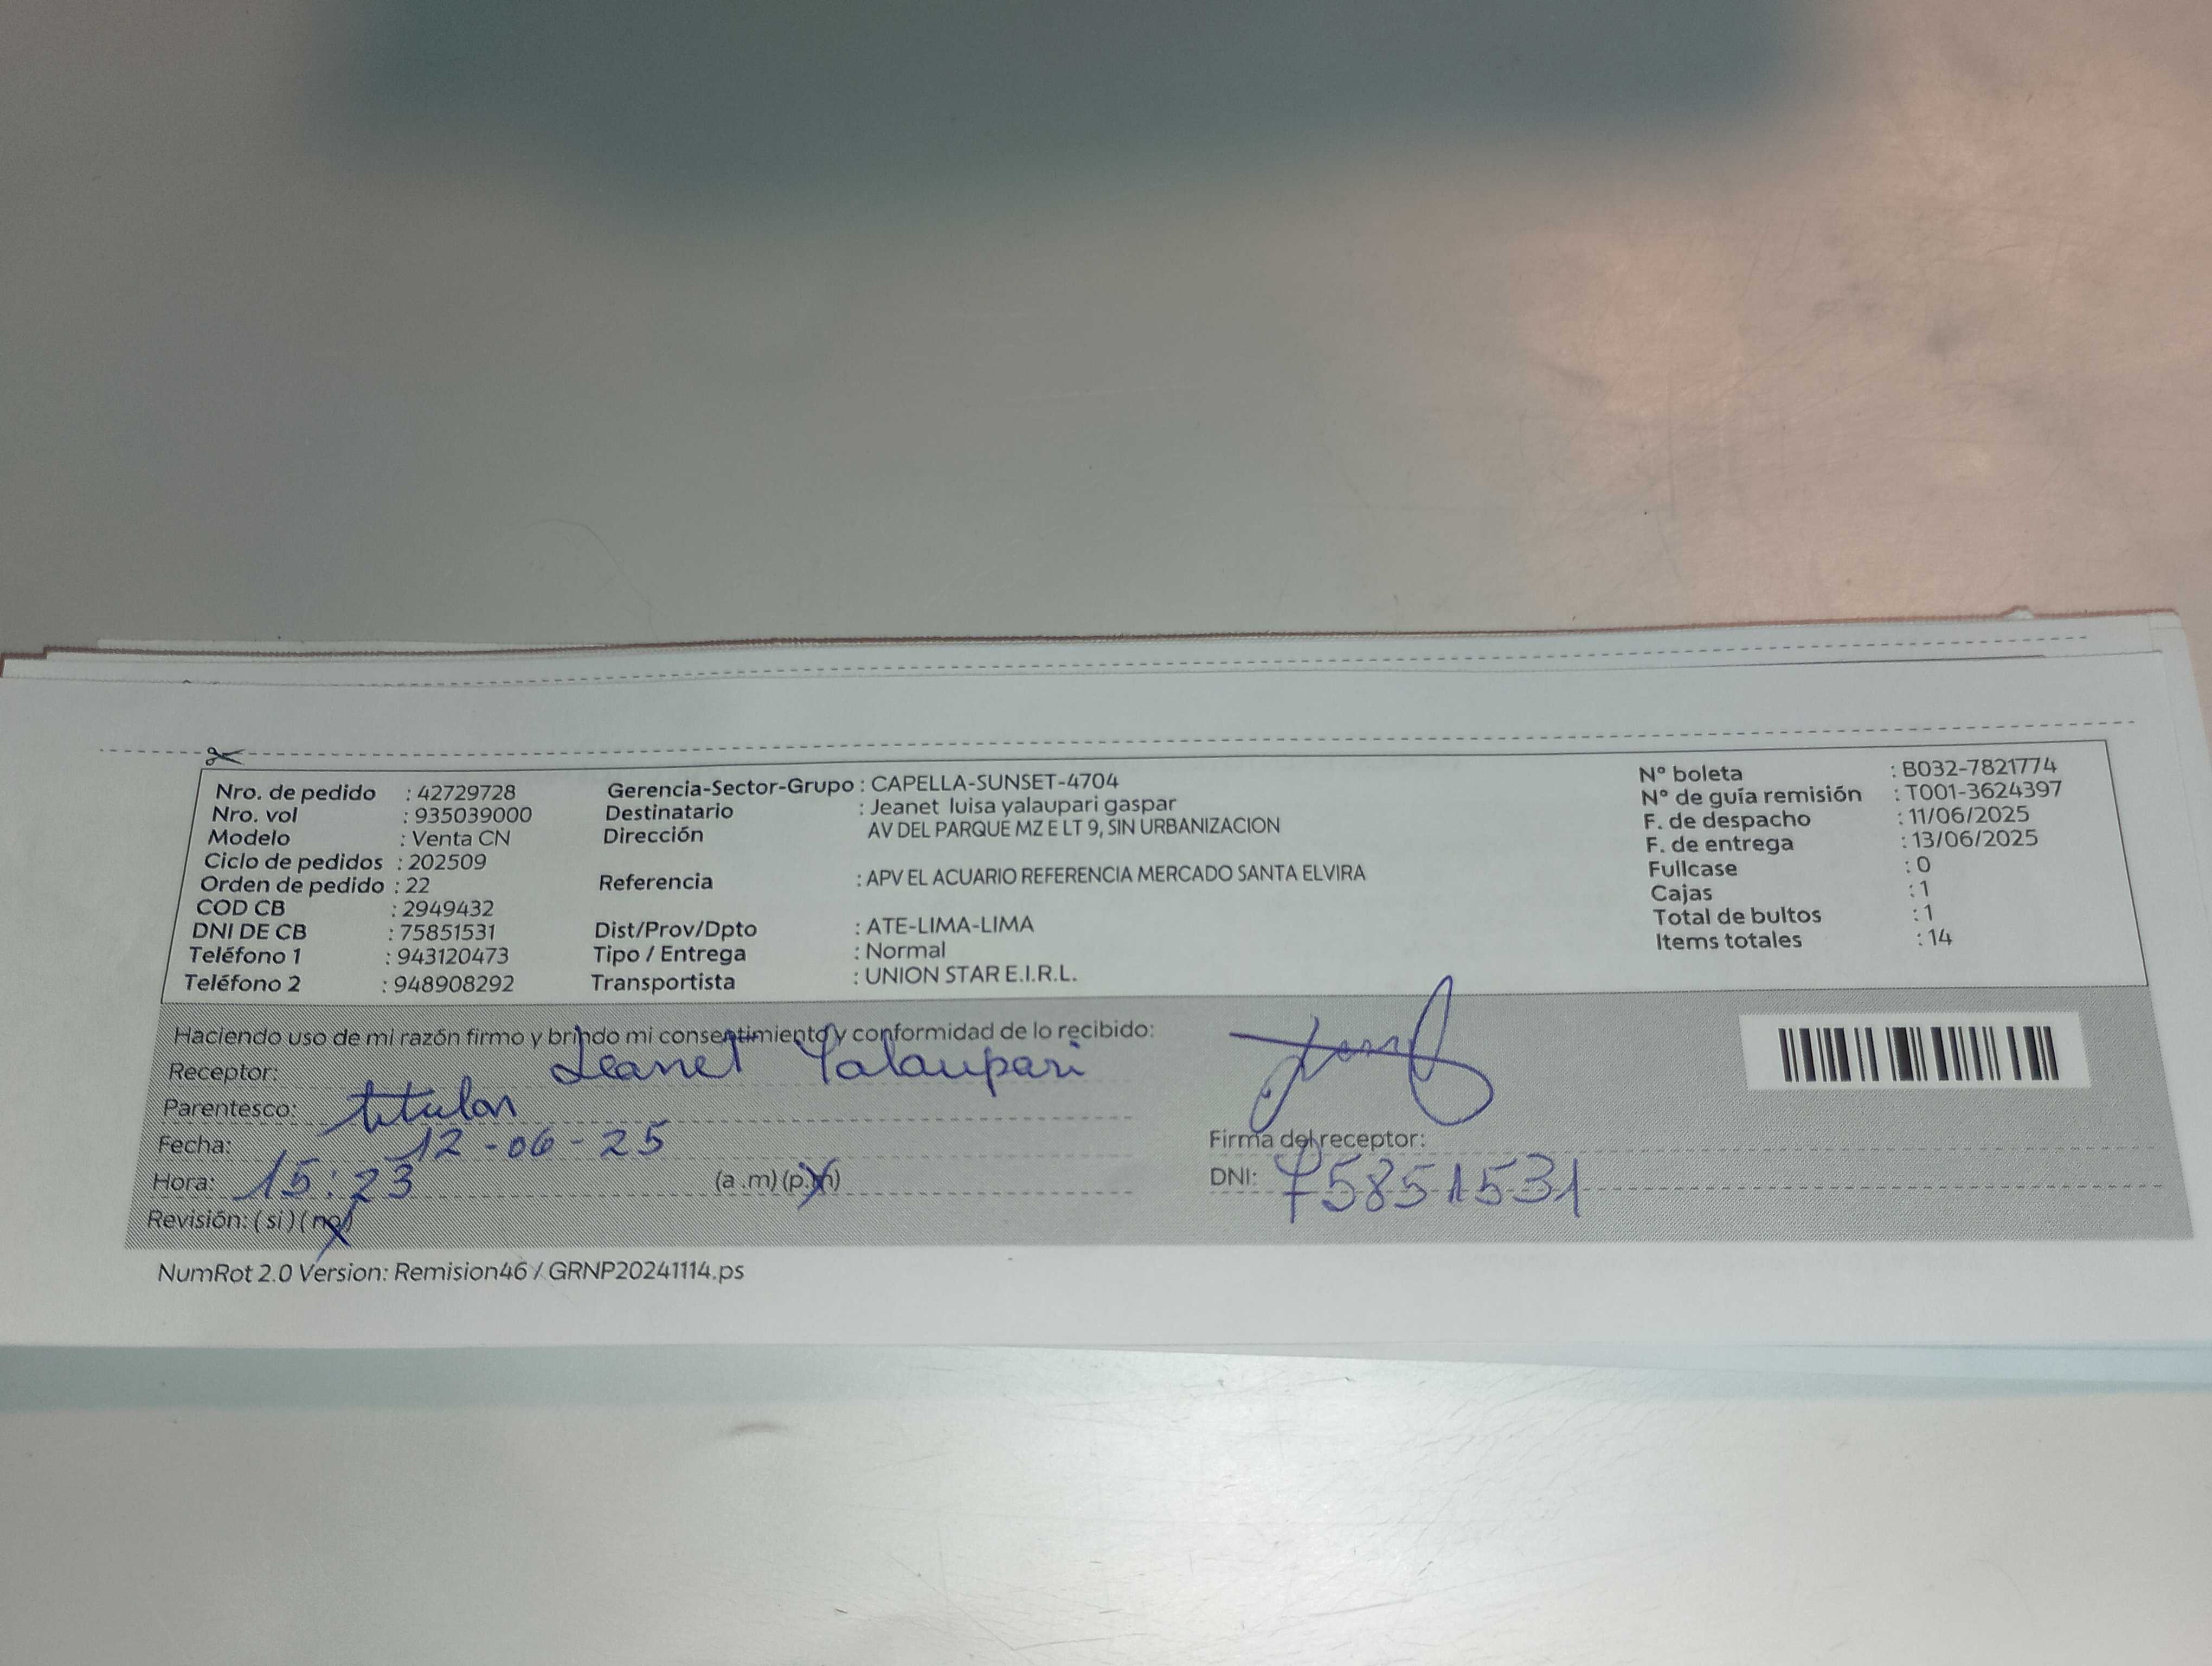 Nro. de pedido : 42729728
Nro. vol : 935039000
Modelo : Venta CN
Ciclo de pedidos : 202509
Orden de pedido : 22
COD CB : 2949432
DNI DE CB : 75851531
Teléfono 1 : 943120473
Teléfono 2 : 948908292
Gerencia-Sector-Grupo : CAPELLA-SUNSET-4704
Destinatario : Jeanet luisa yalaupari gaspar
Dirección AV DEL PARQUE MZ E LT 9, SIN URBANIZACION
Referencia : APV EL ACUARIO REFERENCIA MERCADO SANTA ELVIRA
Dist/Prov/Dpto : ATE-LIMA-LIMA
Tipo / Entrega : Normal
Transportista : UNION STAR E.I.R.L.
N° boleta : B032-7821774
N° de guía remisión : T001-3624397
F. de despacho : 11/06/2025
F. de entrega : 13/06/2025
Fullcase : 0
Cajas : 1
Total de bultos : 1
Items totales : 14
Haciendo uso de mi razón firmo y brindo mi consentimiento y conformidad de lo recibido:
Receptor: Jeanet Yalaupari
Parentesco: titular
Fecha: 12-06-25
Hora: 15:23 (a.m) (p.m)
Revisión: (si) (no)
Firma del receptor:
DNI: 75851531
NumRot 2.0 Version: Remision46 / GRNP20241114.ps